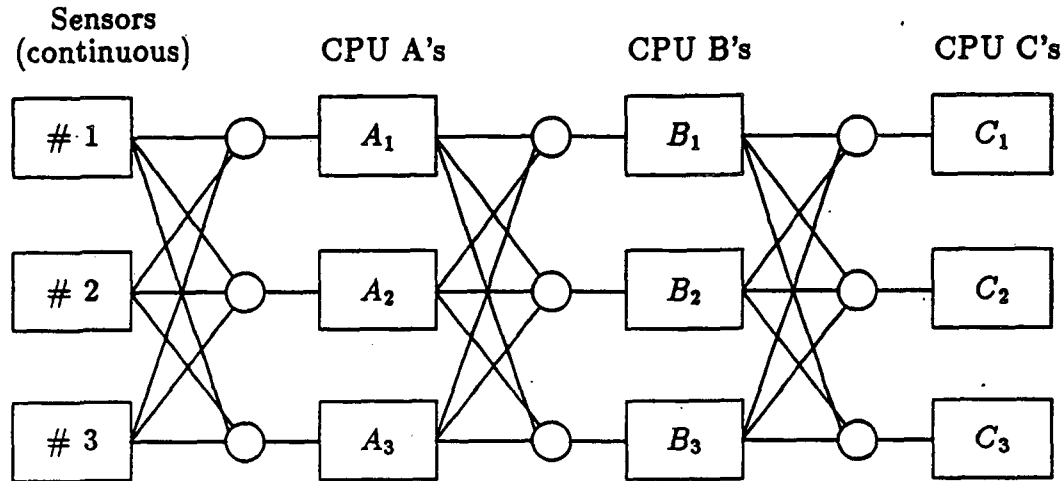 Sensors
(continuous)
CPU A's
CPU B's
CPU C's
# 1
A₁
B₁
C₁
# 2
A₂
B₂
C₂
# 3
A₃
B₃
C₃